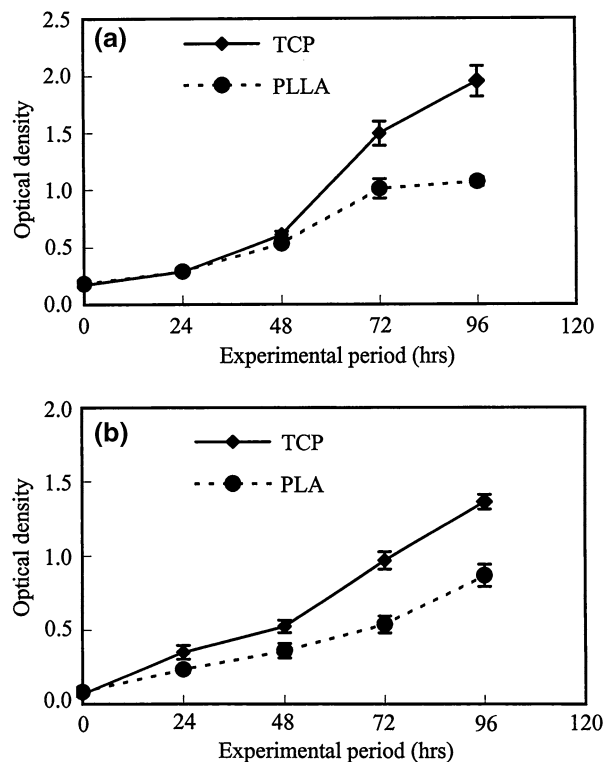 (a)
TCP
PLLA
2.5
2.0
1.5
1.0
0.5
0.0
Optical density
0 24 48 72 96 120
Experimental period (hrs)
(b)
TCP
PLA
2.0
1.5
1.0
0.5
0.0
Optical density
0 24 48 72 96 120
Experimental period (hrs)